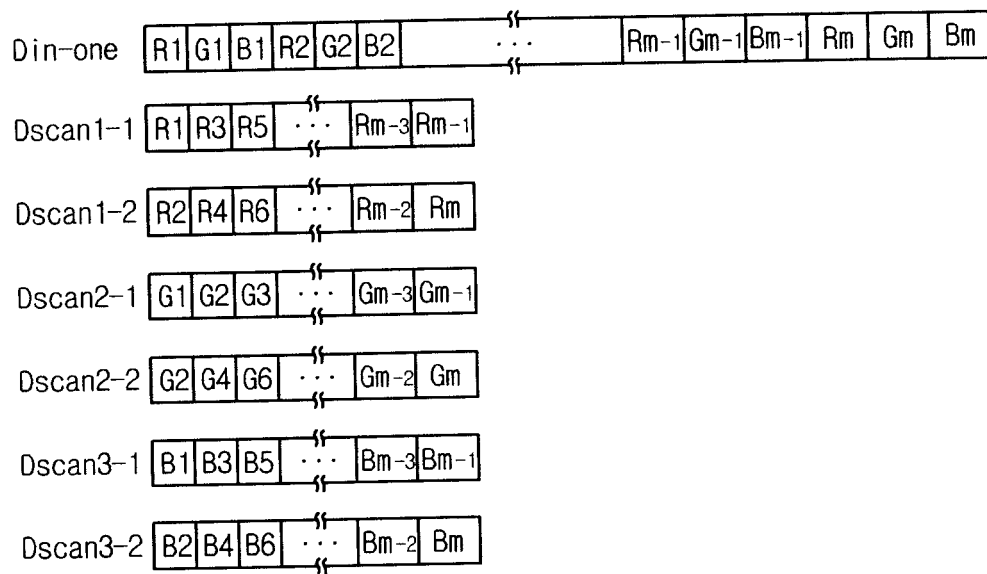 Din-one R1 G1 B1 R2 G2 B2 ··· Rm-1 Gm-1 Bm-1 Rm Gm Bm
Dscan1-1 R1 R3 R5 ··· Rm-3 Rm-1
Dscan1-2 R2 R4 R6 ··· Rm-2 Rm
Dscan2-1 G1 G2 G3 ··· Gm-3 Gm-1
Dscan2-2 G2 G4 G6 ··· Gm-2 Gm
Dscan3-1 B1 B3 B5 ··· Bm-3 Bm-1
Dscan3-2 B2 B4 B6 ··· Bm-2 Bm